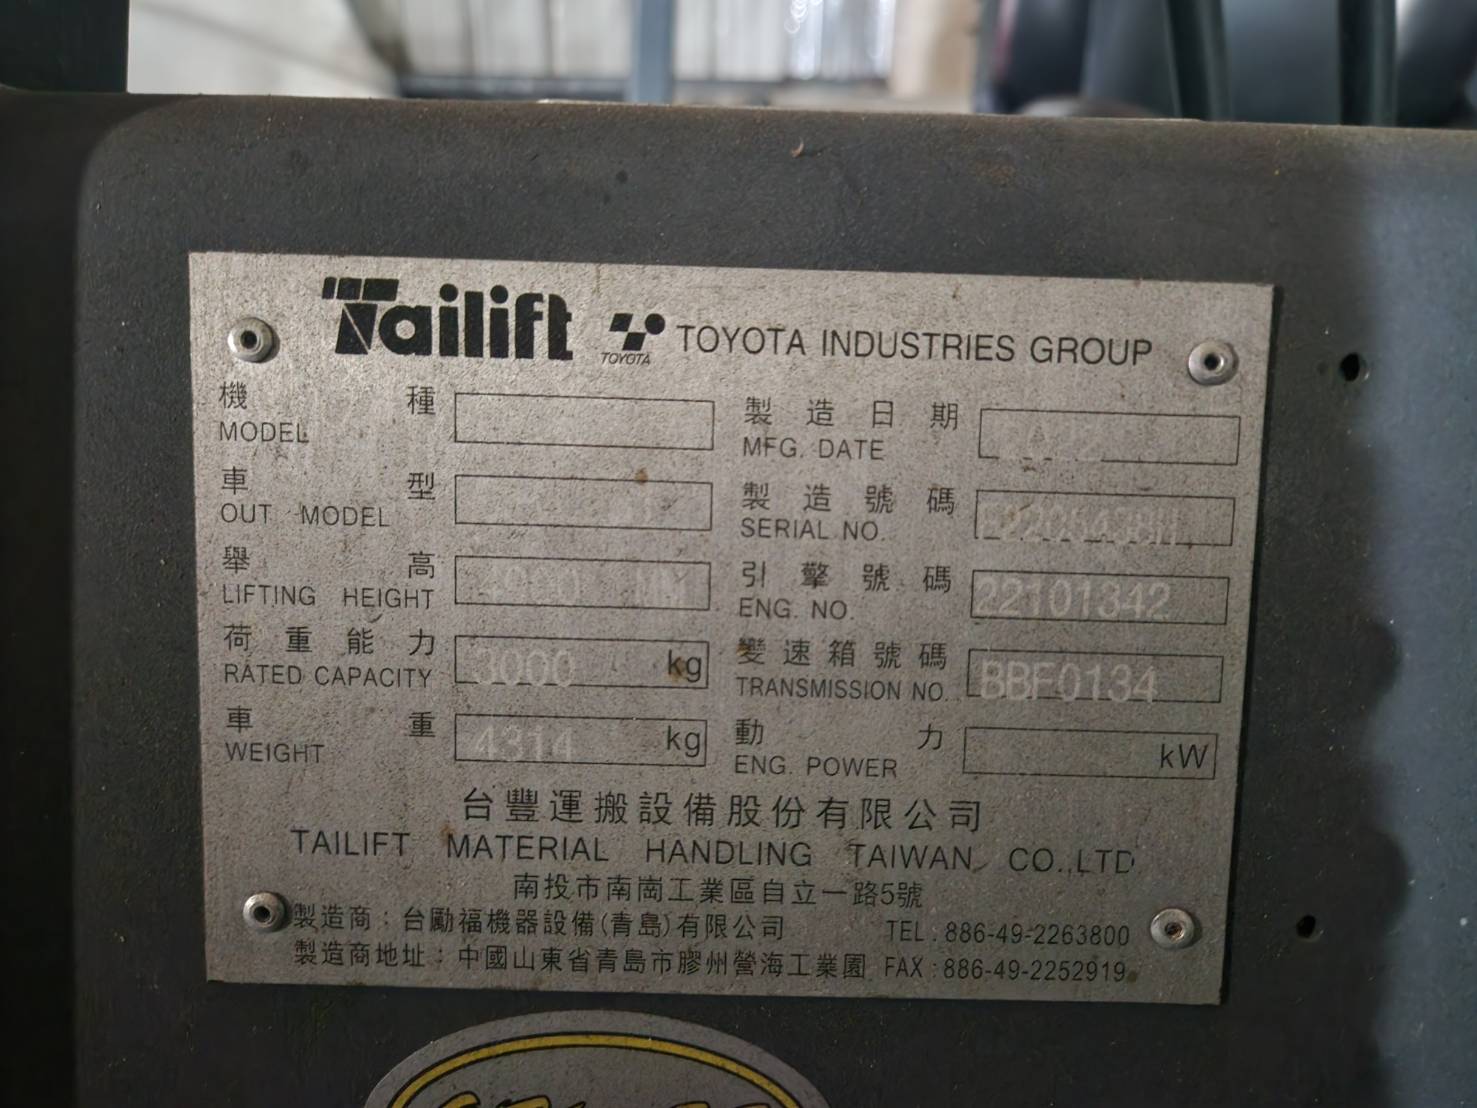 Tailift TOYOTA TOYOTA INDUSTRIES GROUP
機種 MODEL
車型 OUT MODEL
舉高 LIFTING HEIGHT MM
荷重能力 RATED CAPACITY 3000 kg
車重 WEIGHT 4314 kg
製造日期 MFG. DATE
製造號碼 SERIAL NO.
引擎號碼 ENG. NO. 22101342
變速箱號碼 TRANSMISSION NO. BBF0134
動力 ENG. POWER kW
台豐運搬設備股份有限公司
TAILIFT MATERIAL HANDLING TAIWAN CO.,LTD
南投市南崗工業區自立一路5號
製造商：台勵福機器設備(青島)有限公司 TEL：886-49-2263800
製造商地址：中國山東省青島市膠州營海工業園 FAX：886-49-2252919